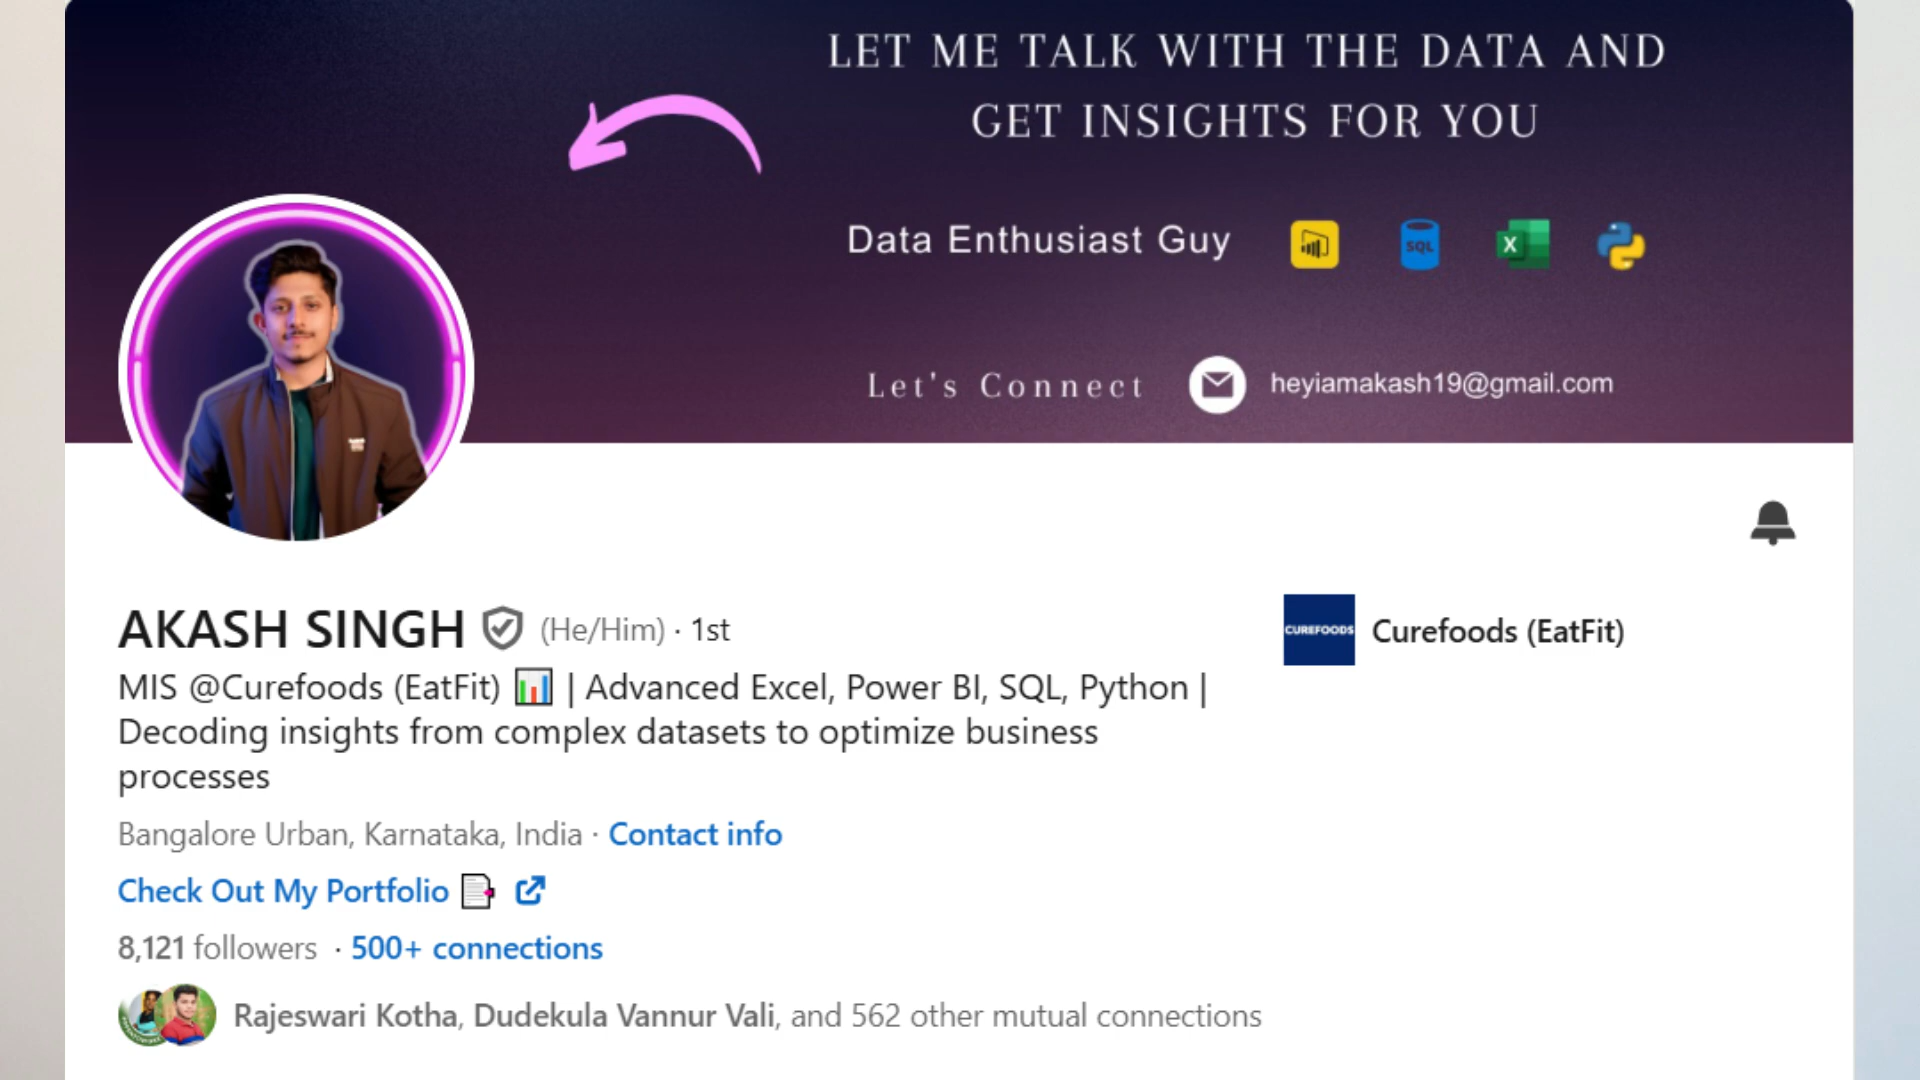 LET ME TALK WITH THE DATA AND
GET INSIGHTS FOR YOU
Data Enthusiast Guy
SQL
X
Let's Connect heyiamakash19@gmail.com
AKASH SINGH (He/Him) · 1st
CUREFOODS Curefoods (EatFit)
MIS @Curefoods (EatFit) 📊 | Advanced Excel, Power BI, SQL, Python |
Decoding insights from complex datasets to optimize business
processes
Bangalore Urban, Karnataka, India · Contact info
Check Out My Portfolio
8,121 followers · 500+ connections
Rajeswari Kotha, Dudekula Vannur Vali, and 562 other mutual connections